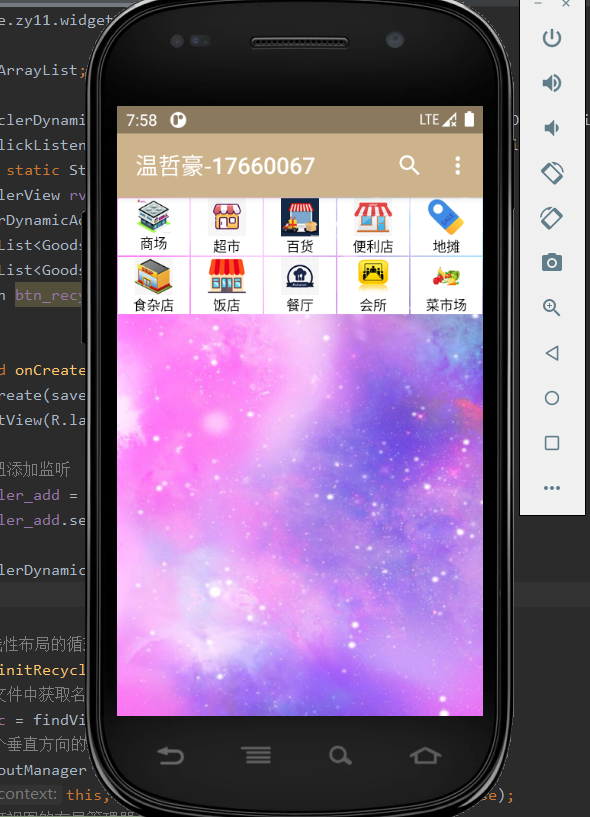 e.zy11.widget
ArrayList;
clerDynamic
lickListen
static St
lerView rv
rDynamicAd
List<Goods
List<Goods
btn_recy
d onCreate
reate(save
tView(R.la
添加监听
ler_add =
ler_add.se
lerDynamic
性布局的循
initRecycl
文件中获取名
c = findVi
个垂直方向的
outManager
context: this,
se);
7:58
LTE
温哲豪-17660067
商场
超市
百货
便利店
地摊
食杂店
饭店
餐厅
会所
菜市场